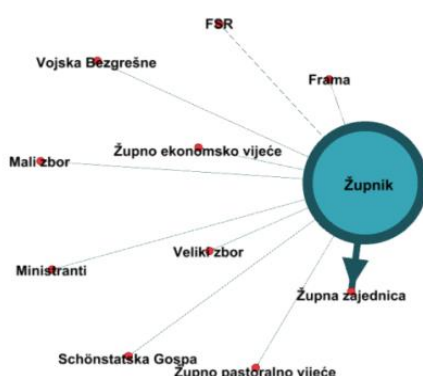 FSR
Vojska Bezgrešne
Frama
Župno ekonomsko vijeće
Mali zbor
Župnik
Veliki zbor
Ministranti
Župna zajednica
Schönstatska Gospa
Župno pastoralno vijeće